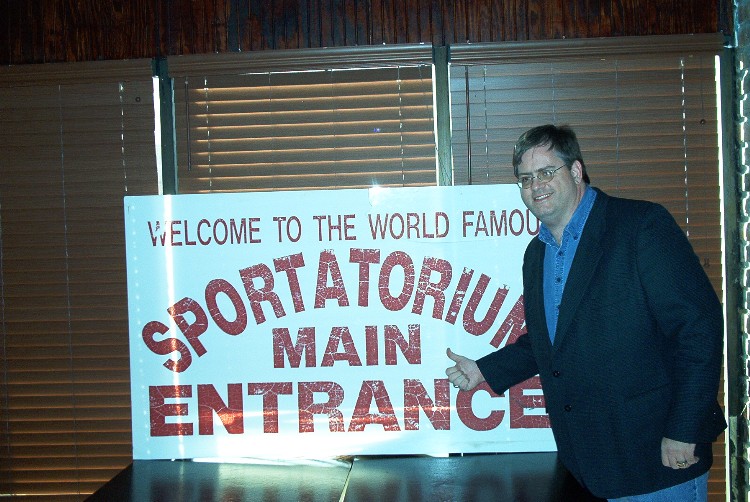 WELCOME TO THE WORLD FAMOU
SPORTATORIUM
MAIN
ENTRANCE